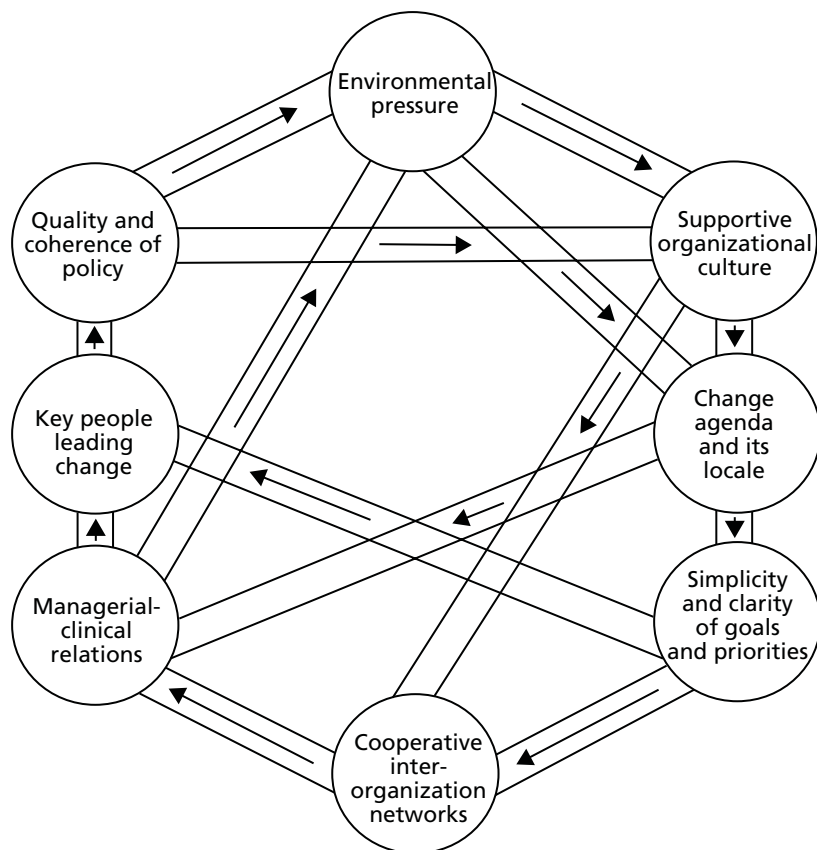 Environmental
pressure
Quality and
coherence of
policy
Supportive
organizational
culture
Key people
leading
change
Change
agenda
and its
locale
Managerial-
clinical
relations
Simplicity
and clarity
of goals
and priorities
Cooperative
inter-
organization
networks